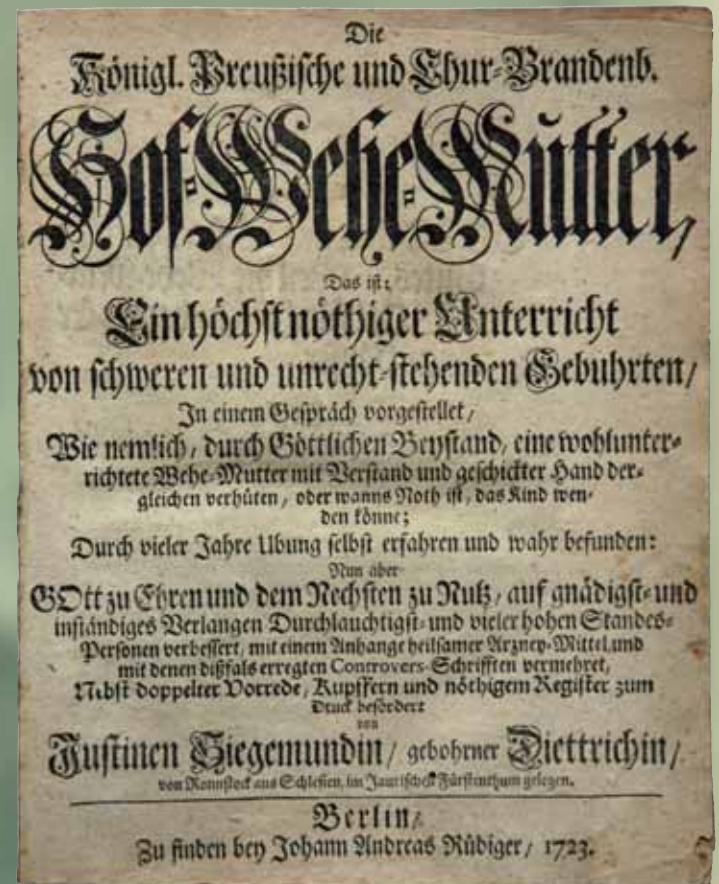 Die
Königl. Preußische und Chur-Brandenb.
Hof-Wehe-Mutter,
Das ist:
Ein höchst nöthiger Unterricht
von schweren und unrecht-stehenden Gebuhrten/
In einem Gespräch vorgestellet/
Wie nemlich/ durch Göttlichen Beystand/ eine wohlunter-
richtete Wehe-Mutter mit Verstand und geschickter Hand der-
gleichen verhüten/ oder wanns Noth ist, das Kind wen-
den könne;
Durch vieler Jahre Ubung selbst erfahren und wahr befunden:
Nun aber
GOtt zu Ehren und dem Nechsten zu Nutz, auf gnädigst- und
inständiges Verlangen Durchlauchtigst- und vieler hohen Standes-
Personen verbessert, mit einem Anhange heilsamer Arzney-Mittel und
mit denen dißfals erregten Controvers-Schrifften vermehret,
Nebst doppelter Vorrede, Kupffern und nöthigem Register zum
Druck befördert
von
Justinen Siegemundin/ gebohrner Diettrichin/
von Ronnstock aus Schlesien, im Jaurischen Fürstenthum gelegen.
Berlin/
Zu finden bey Johann Andreas Rüdiger/ 1723.